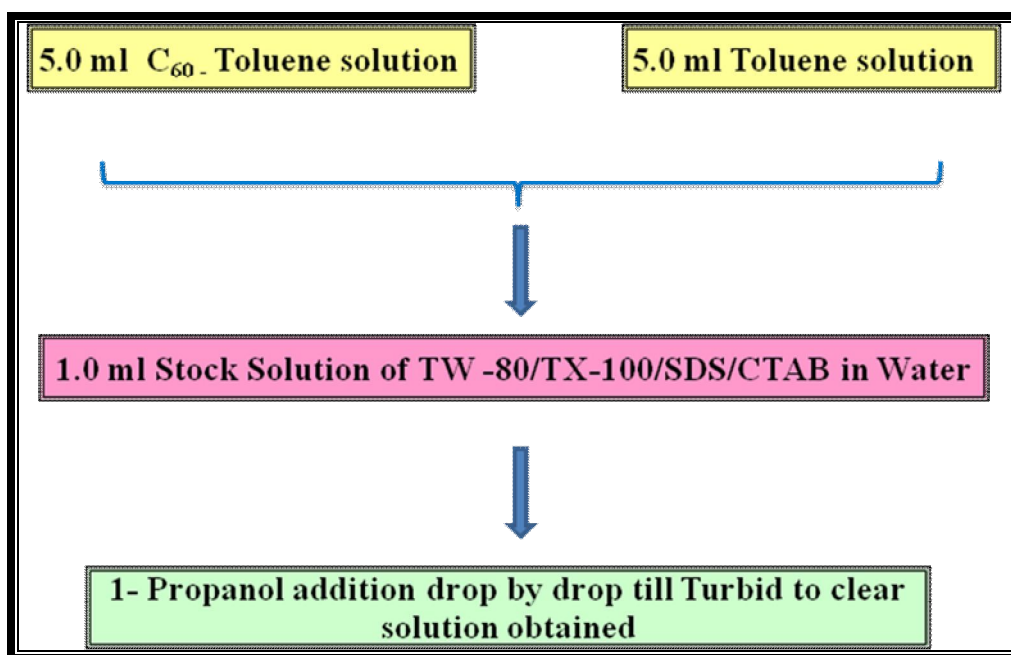 5.0 ml C₆₀ - Toluene solution
5.0 ml Toluene solution
1.0 ml Stock Solution of TW -80/TX-100/SDS/CTAB in Water
1- Propanol addition drop by drop till Turbid to clear
solution obtained